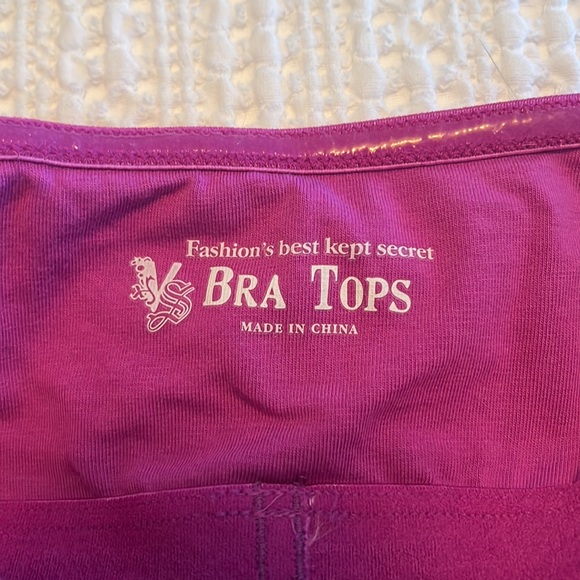 Fashion's best kept secret
VS BRA TOPS
MADE IN CHINA